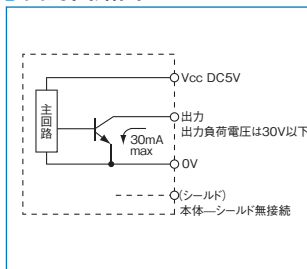 Vcc DC5V
主回路
出力
出力負荷電圧は30V以下
30mA
max
0V
(シールド)
本体―シールド無接続